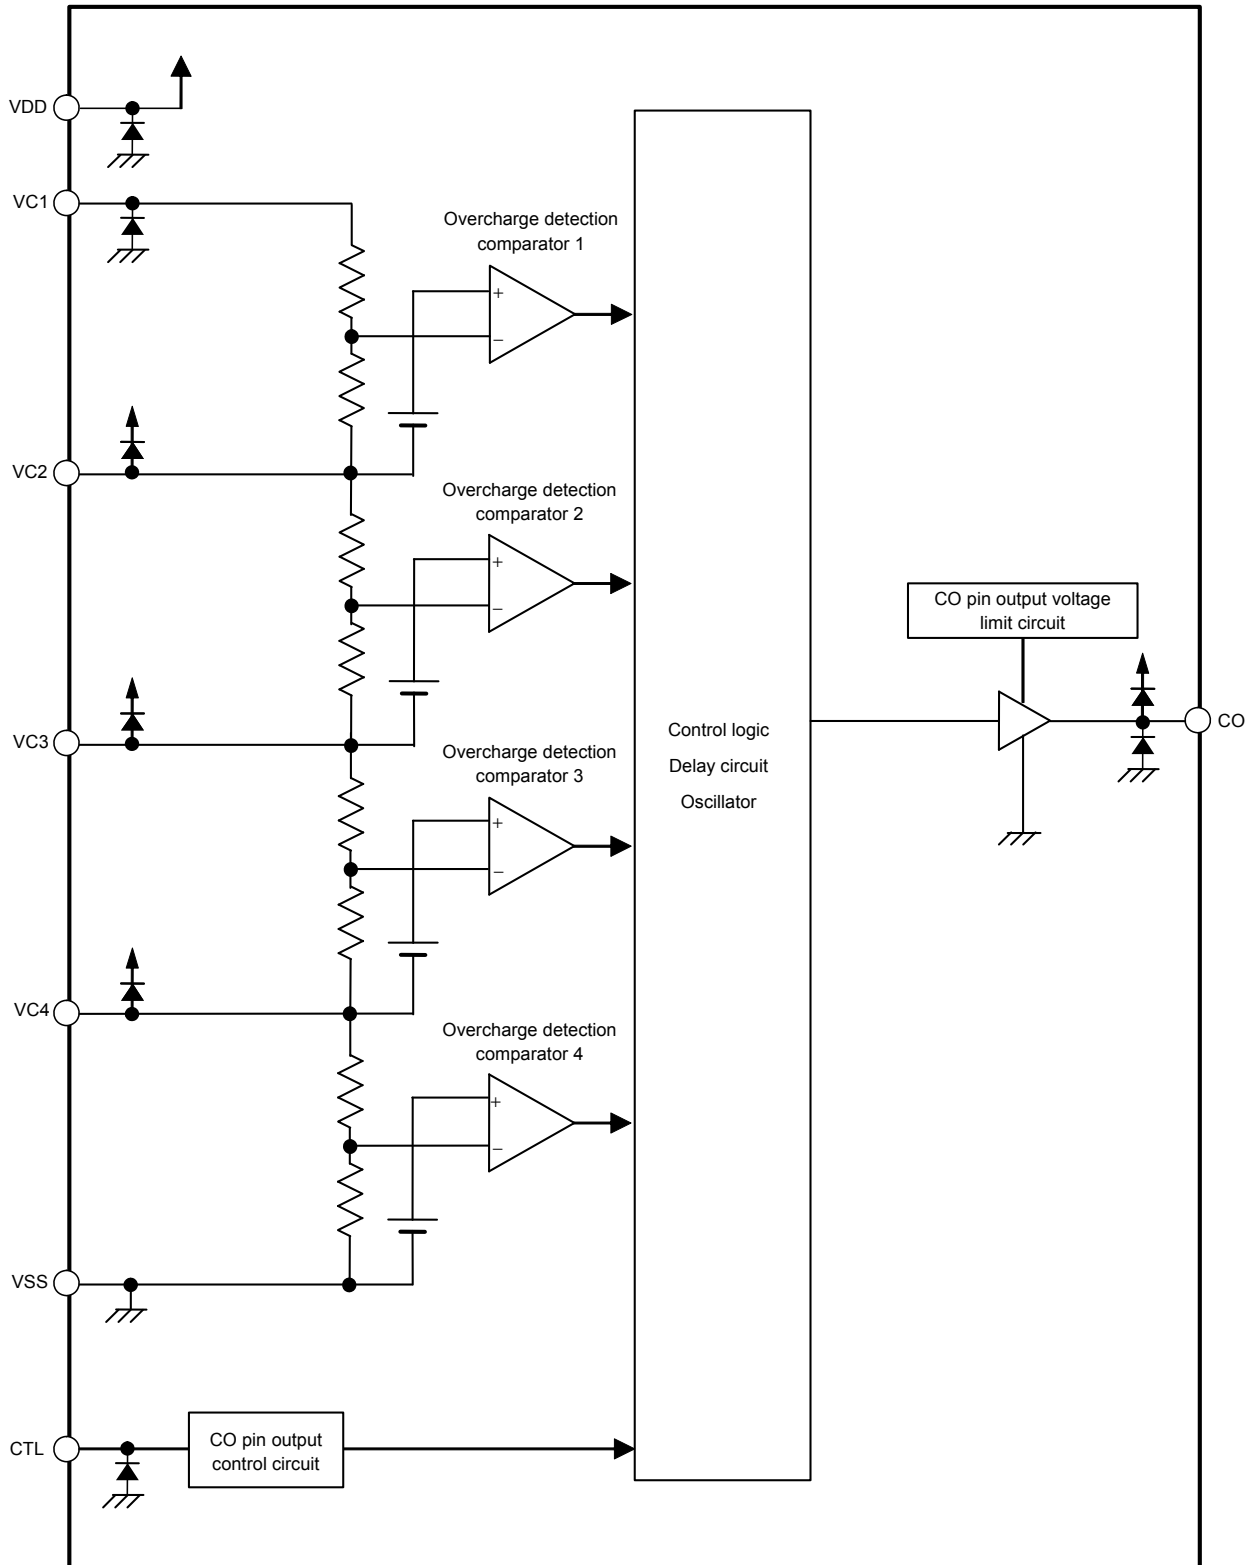 VDD
VC1
Overcharge detection
comparator 1
+
−
VC2
Overcharge detection
comparator 2
+
−
CO pin output voltage
limit circuit
VC3
CO
Control logic
Delay circuit
Oscillator
Overcharge detection
comparator 3
+
−
VC4
Overcharge detection
comparator 4
+
−
VSS
CTL
CO pin output
control circuit